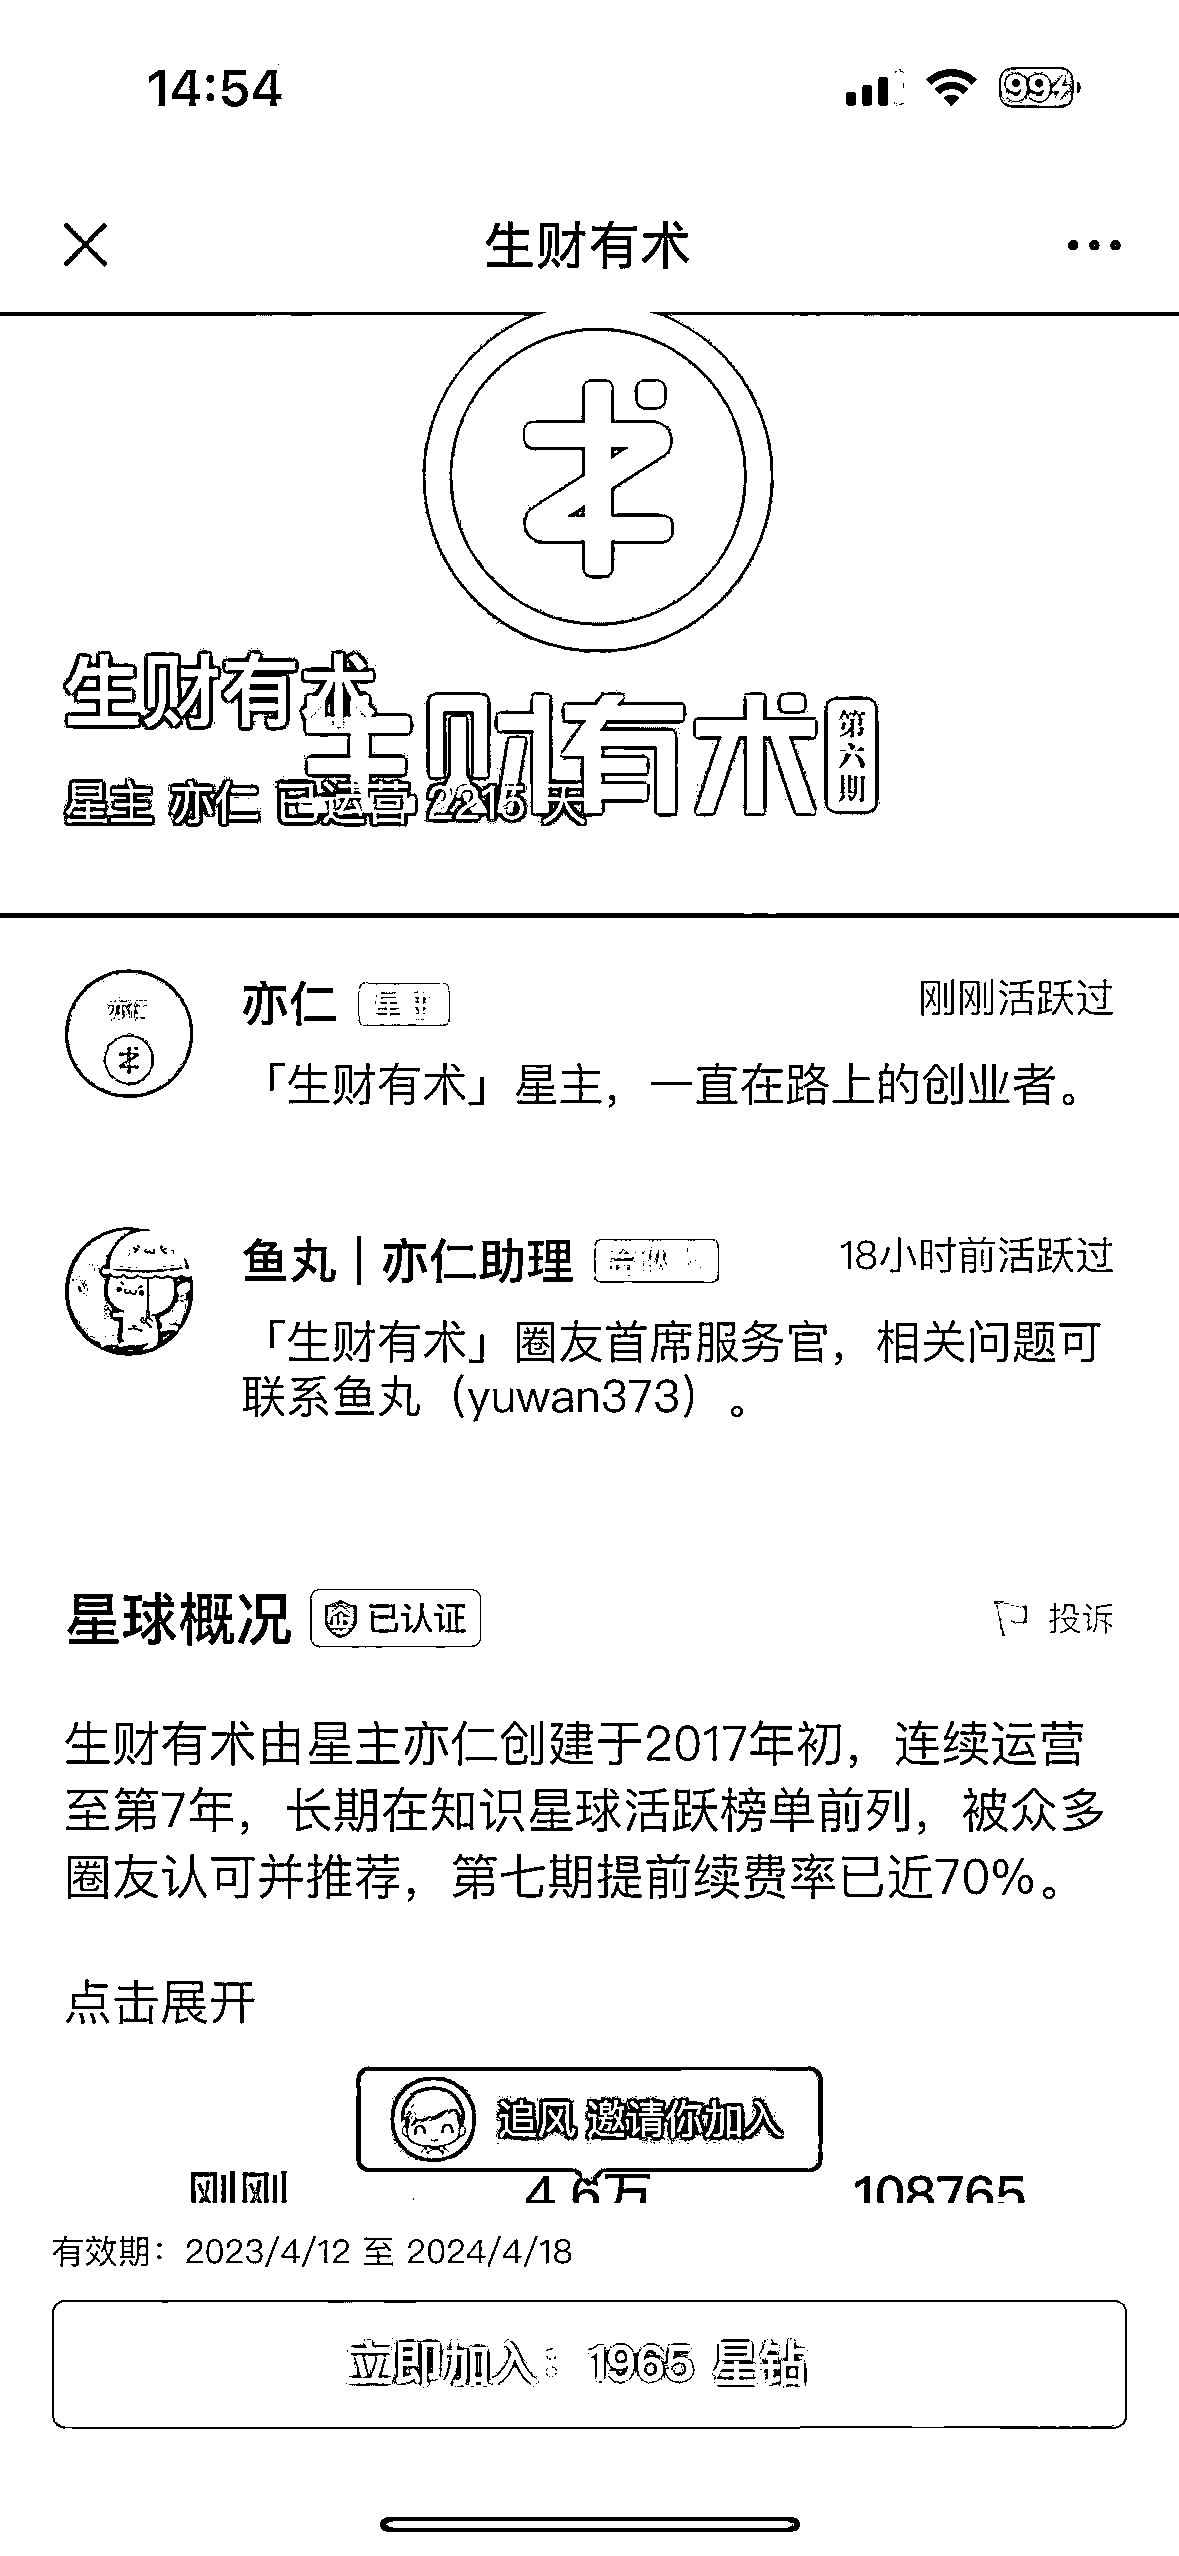 14:54
99
生财有术
术
生财有术
生财有术 第六期
星主 亦仁 已运营 2215 天
亦仁 星主 刚刚活跃过
「生财有术」星主，一直在路上的创业者。
鱼丸 | 亦仁助理 18小时前活跃过
「生财有术」圈友首席服务官，相关问题可
联系鱼丸（yuwan373）。
星球概况 企 已认证 投诉
生财有术由星主亦仁创建于2017年初，连续运营
至第7年，长期在知识星球活跃榜单前列，被众多
圈友认可并推荐，第七期提前续费率已近70%。
点击展开
追风 邀请你加入
刚刚 4.6万 108765
有效期：2023/4/12 至 2024/4/18
立即加入：1965 星钻